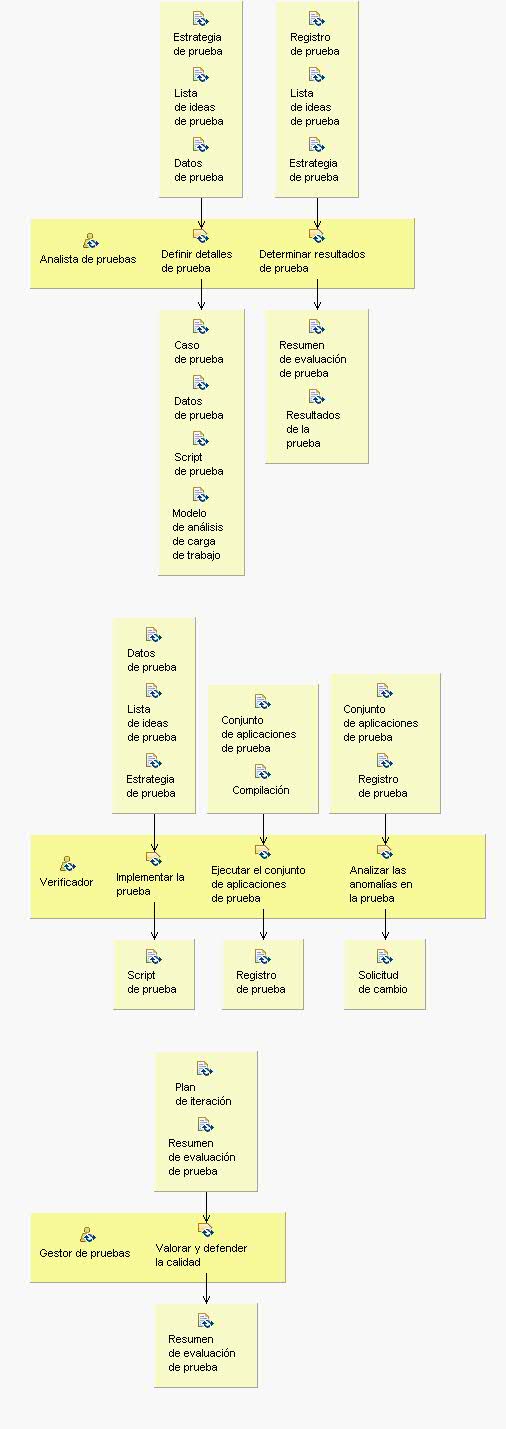 Estrategia
de prueba
Lista
de ideas
de prueba
Datos
de prueba
Registro
de prueba
Lista
de ideas
de prueba
Estrategia
de prueba
Analista de pruebas
Definir detalles
de prueba
Determinar resultados
de prueba
Caso
de prueba
Datos
de prueba
Script
de prueba
Modelo
de análisis
de carga
de trabajo
Resumen
de evaluación
de prueba
Resultados
de la
prueba
Datos
de prueba
Lista
de ideas
de prueba
Estrategia
de prueba
Conjunto
de aplicaciones
de prueba
Compilación
Conjunto
de aplicaciones
de prueba
Registro
de prueba
Verificador
Implementar la
prueba
Ejecutar el conjunto
de aplicaciones
de prueba
Analizar las
anomalías en
la prueba
Script
de prueba
Registro
de prueba
Solicitud
de cambio
Plan
de iteración
Resumen
de evaluación
de prueba
Gestor de pruebas
Valorar y defender
la calidad
Resumen
de evaluación
de prueba